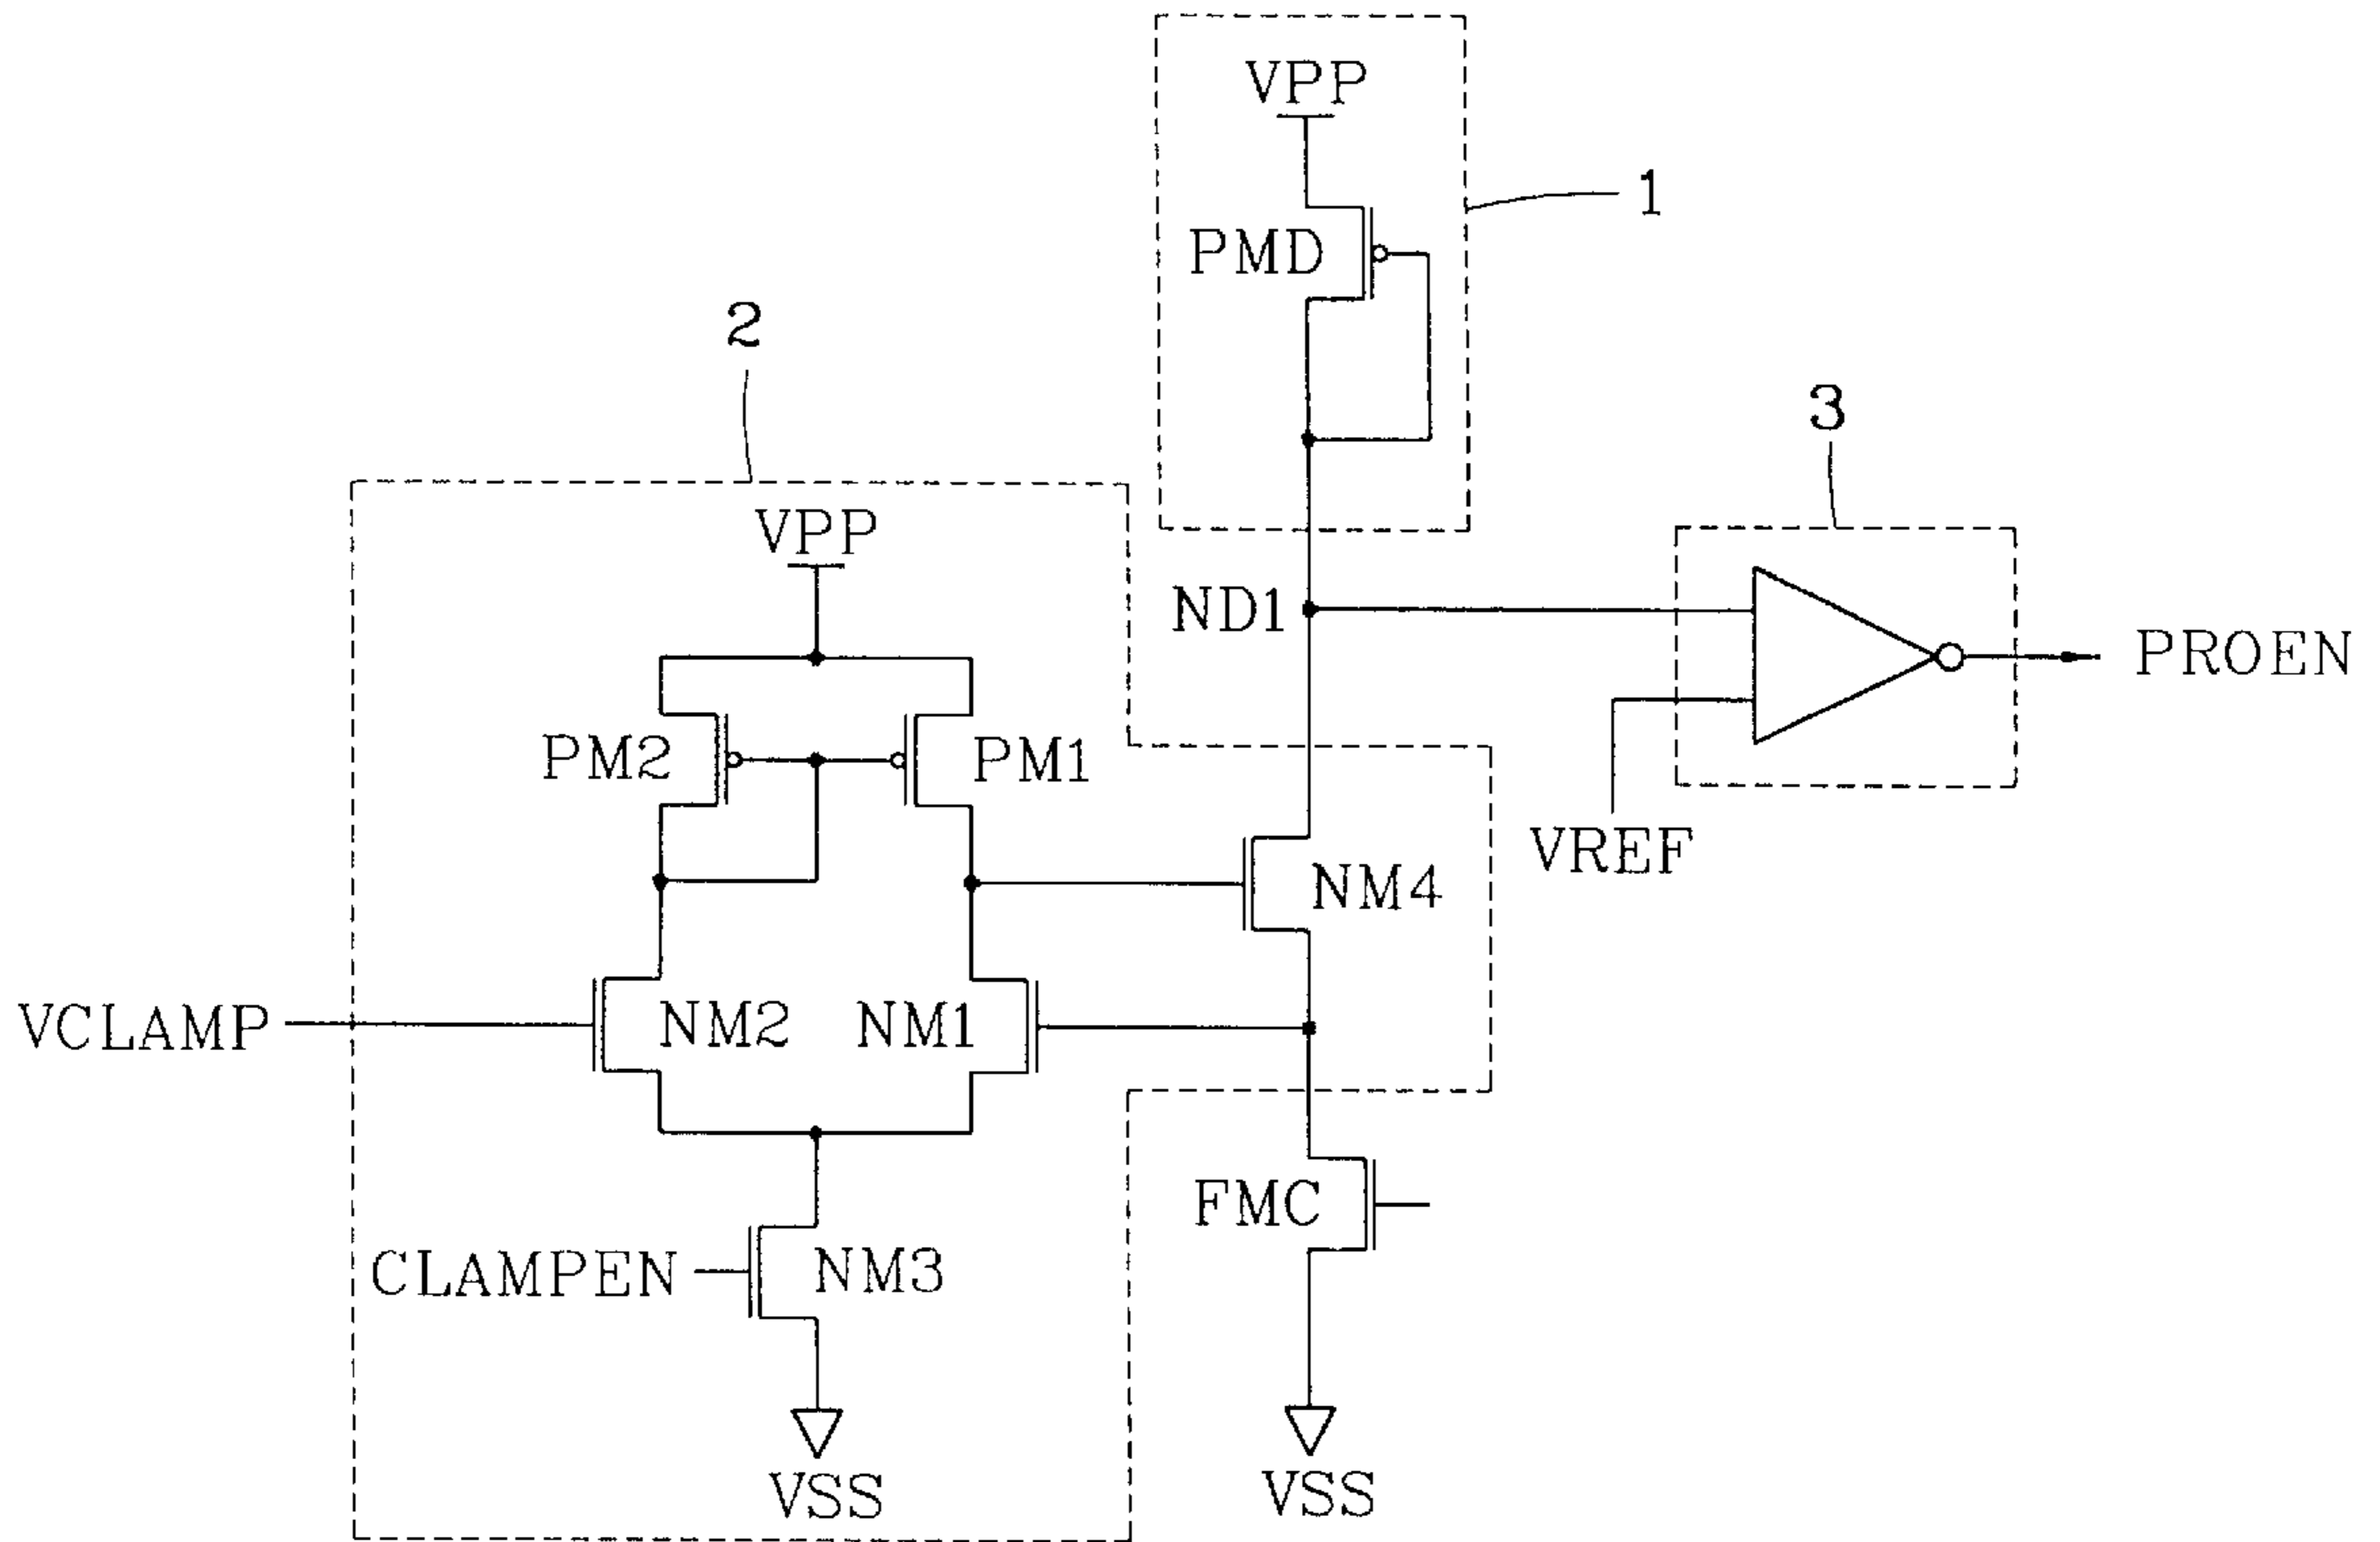 VPP
1
PMD
2
3
VPP
ND1
PROEN
PM2
PM1
VREF
NM4
VCLAMP
NM2
NM1
FMC
CLAMPEN
NM3
VSS
VSS